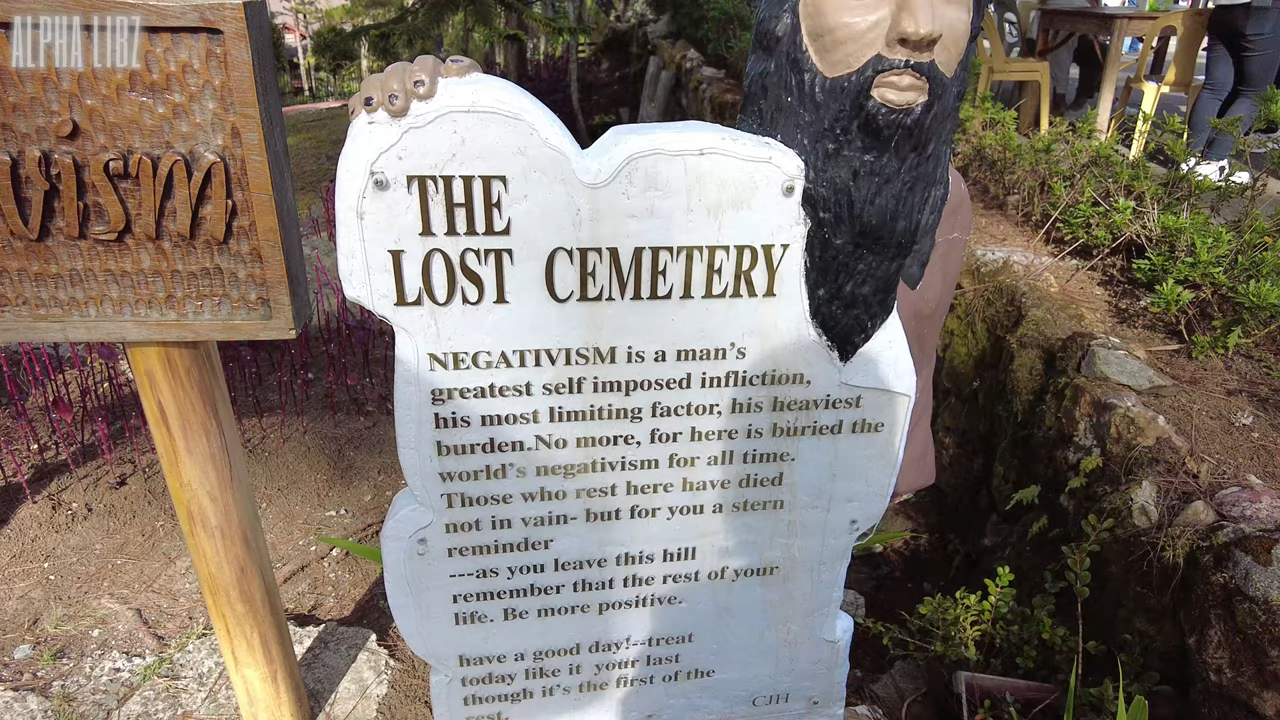 ALPHA LIBZ
vism
THE
LOST CEMETERY
NEGATIVISM is a man's
greatest self imposed infliction,
his most limiting factor, his heaviest
burden.No more, for here is buried the
world's negativism for all time.
Those who rest here have died
not in vain- but for you a stern
reminder
---as you leave this hill
remember that the rest of your
life. Be more positive.
have a good day!--treat
today like it your last
though it's the first of the
rest.
CJH